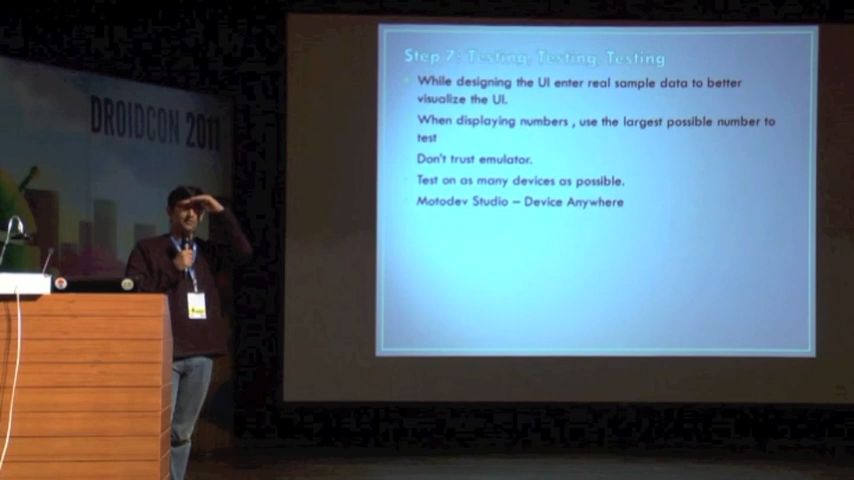 DROIDCON 2011
Step 7: Testing, Testing, Testing
While designing the UI enter real sample data to better
visualize the UI.
When displaying numbers , use the largest possible number to
test
Don't trust emulator.
Test on as many devices as possible.
Motodev Studio – Device Anywhere